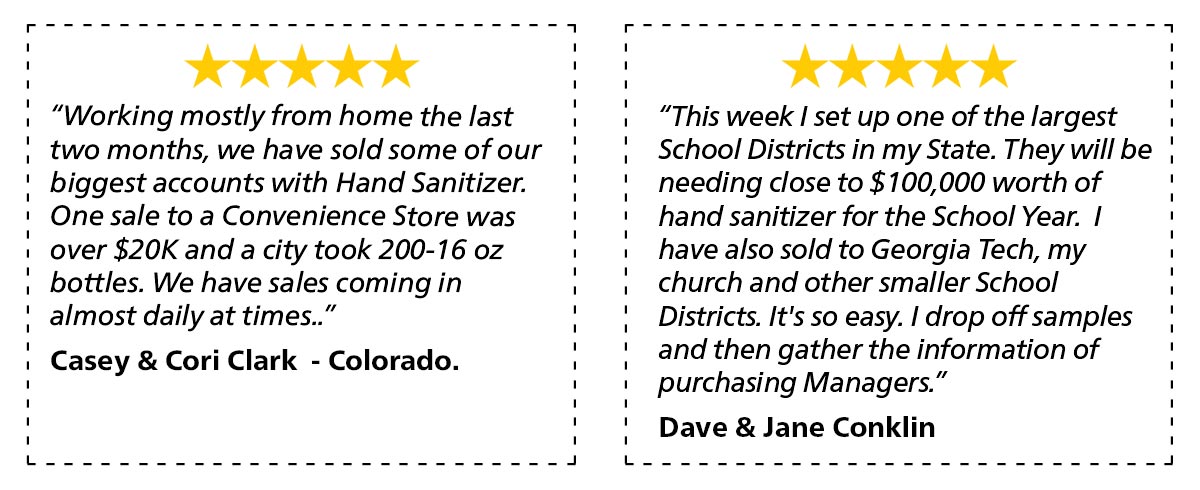 “Working mostly from home the last
two months, we have sold some of our
biggest accounts with Hand Sanitizer.
One sale to a Convenience Store was
over $20K and a city took 200-16 oz
bottles. We have sales coming in
almost daily at times..”
Casey & Cori Clark  - Colorado.
“This week I set up one of the largest
School Districts in my State. They will be
needing close to $100,000 worth of
hand sanitizer for the School Year.  I
have also sold to Georgia Tech, my
church and other smaller School
Districts. It's so easy. I drop off samples
and then gather the information of
purchasing Managers.”
Dave & Jane Conklin